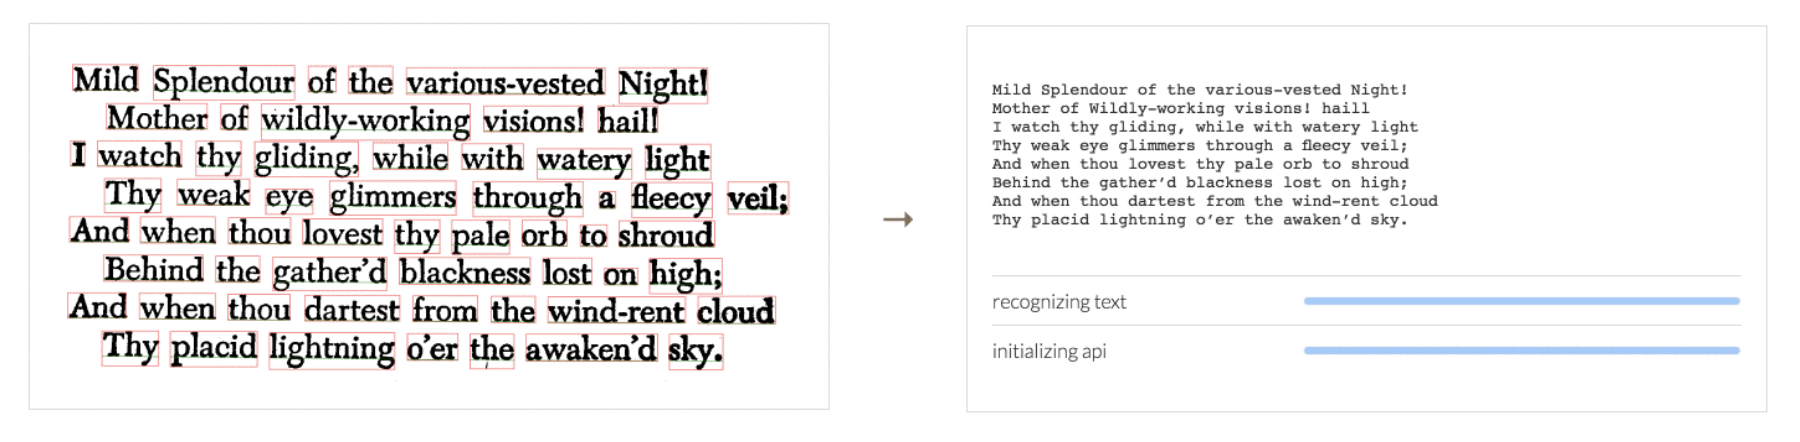 Mild Splendour of the various-vested Night!
Mother of wildly-working visions! hail!
I watch thy gliding, while with watery light
Thy weak eye glimmers through a fleecy veil;
And when thou lovest thy pale orb to shroud
Behind the gather'd blackness lost on high;
And when thou dartest from the wind-rent cloud
Thy placid lightning o'er the awaken'd sky.
→
Mild Splendour of the various-vested Night!
Mother of Wildly-working visions! haill
I watch thy gliding, while with watery light
Thy weak eye glimmers through a fleecy veil;
And when thou lovest thy pale orb to shroud
Behind the gather'd blackness lost on high;
And when thou dartest from the wind-rent cloud
Thy placid lightning o'er the awaken'd sky.
recognizing text
initializing api